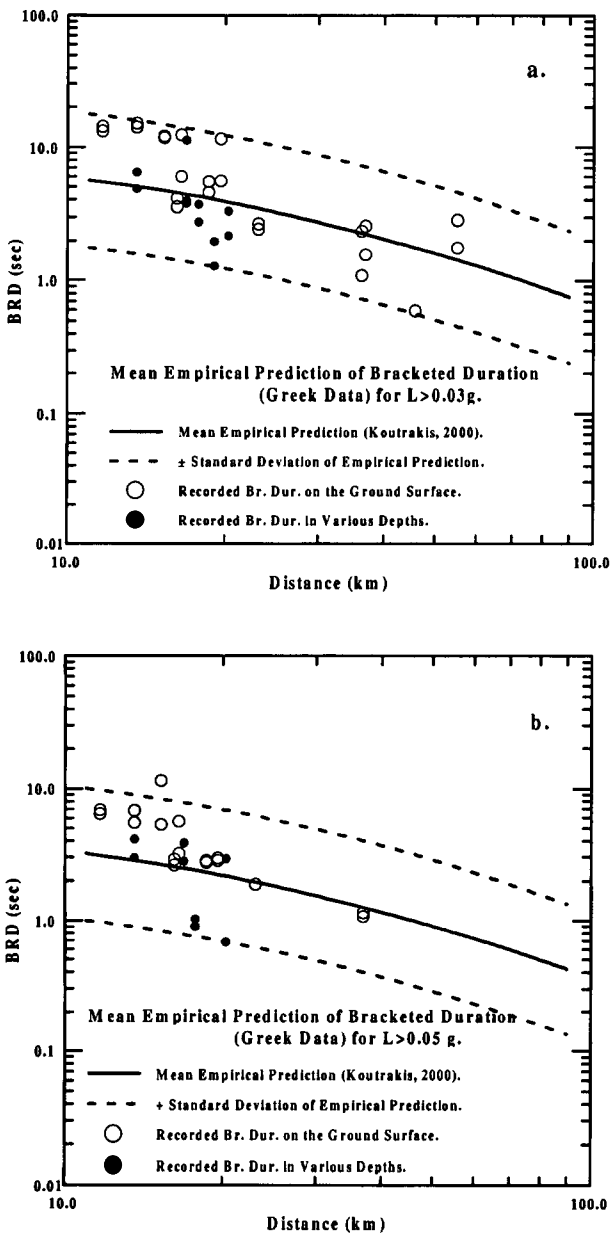 100.0
a.
10.0
1.0
0.1
0.01
BRD (sec)
Mean Empirical Prediction of Bracketed Duration
(Greek Data) for L>0.03g.
Mean Empirical Prediction (Koutrakis, 2000).
± Standard Deviation of Empirical Prediction.
Recorded Br. Dur. on the Ground Surface.
Recorded Br. Dur. in Various Depths.
10.0 100.0
Distance (km)
100.0
b.
10.0
1.0
0.1
0.01
BRD (sec)
Mean Empirical Prediction of Bracketed Duration
(Greek Data) for L>0.05 g.
Mean Empirical Prediction (Koutrakis, 2000).
+ Standard Deviation of Empirical Prediction.
Recorded Br. Dur. on the Ground Surface.
Recorded Br. Dur. in Various Depths.
10.0 100.0
Distance (km)